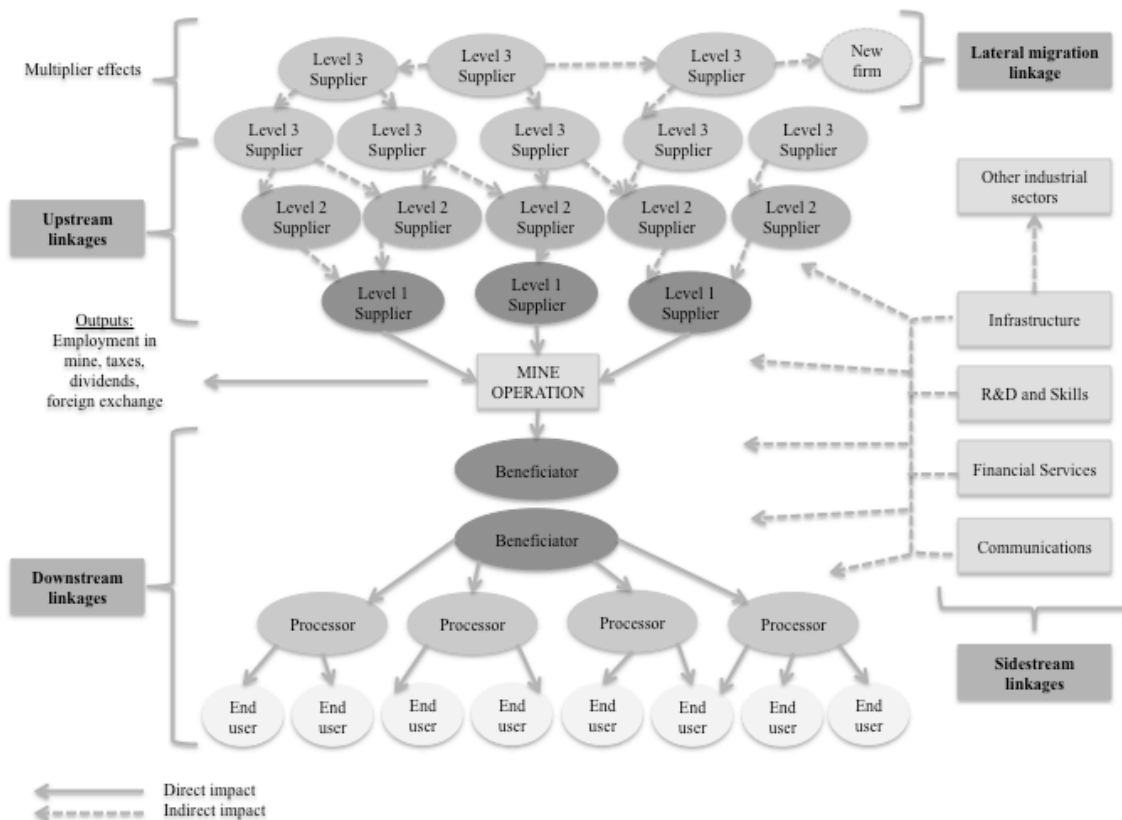 Multiplier effects
Level 3
Supplier
Level 3
Supplier
Level 3
Supplier
New
firm
Lateral migration
linkage
Level 3
Supplier
Level 3
Supplier
Level 3
Supplier
Level 3
Supplier
Level 3
Supplier
Other industrial
sectors
Upstream
linkages
Level 2
Supplier
Level 2
Supplier
Level 2
Supplier
Level 2
Supplier
Level 2
Supplier
Level 1
Supplier
Level 1
Supplier
Level 1
Supplier
Infrastructure
Outputs:
Employment in
mine, taxes,
dividends,
foreign exchange
MINE
OPERATION
R&D and Skills
Beneficiator
Financial Services
Beneficiator
Communications
Downstream
linkages
Processor
Processor
Processor
Processor
Sidestream
linkages
End
user
End
user
End
user
End
user
End
user
End
user
End
user
End
user
Direct impact
Indirect impact